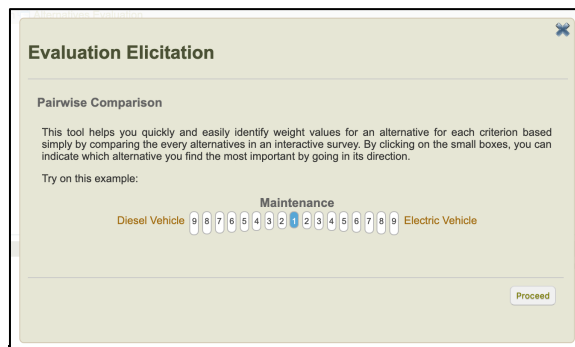 Evaluation Elicitation
Pairwise Comparison
This tool helps you quickly and easily identify weight values for an alternative for each criterion based
simply by comparing the every alternatives in an interactive survey. By clicking on the small boxes, you can
indicate which alternative you find the most important by going in its direction.
Try on this example:
Maintenance
Diesel Vehicle 9 8 7 6 5 4 3 2 1 2 3 4 5 6 7 8 9 Electric Vehicle
Proceed